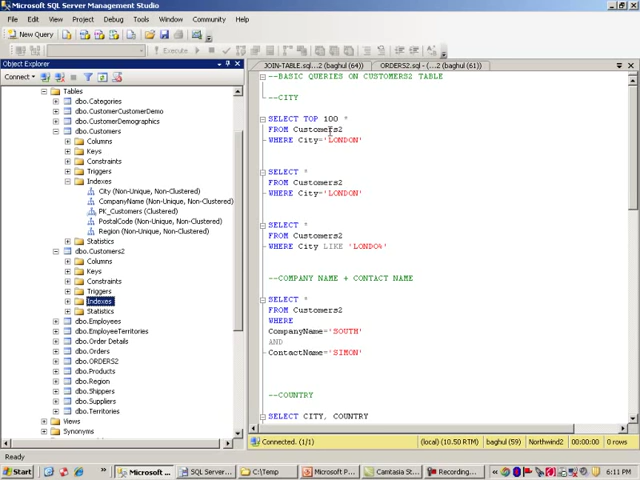 Microsoft SQL Server Management Studio
File Edit View Project Debug Tools Window Community Help
New Query
Execute
Object Explorer
Connect
Tables
dbo.Categories
dbo.CustomerCustomerDemo
dbo.CustomerDemographics
dbo.Customers
Columns
Keys
Constraints
Triggers
Indexes
City (Non-Unique, Non-Clustered)
CompanyName (Non-Unique, Non-Clustered)
PK_Customers (Clustered)
PostalCode (Non-Unique, Non-Clustered)
Region (Non-Unique, Non-Clustered)
Statistics
dbo.Customers2
Columns
Keys
Constraints
Triggers
Indexes
Statistics
dbo.Employees
dbo.EmployeeTerritories
dbo.Order Details
dbo.Orders
dbo.ORDERS2
dbo.Products
dbo.Region
dbo.Shippers
dbo.Suppliers
dbo.Territories
Views
Synonyms
JOIN-TABLE.sql...2 (baghul (64)) ORDERS2.sql - (...2 (baghul (61))
--BASIC QUERIES ON CUSTOMERS2 TABLE
--CITY
SELECT TOP 100 *
FROM Customers2
WHERE City='LONDON'
SELECT *
FROM Customers2
WHERE City='LONDON'
SELECT *
FROM Customers2
WHERE City LIKE 'LONDO%'
--COMPANY NAME + CONTACT NAME
SELECT *
FROM Customers2
WHERE
CompanyName='SOUTH'
AND
ContactName='SIMON'
--COUNTRY
SELECT CITY, COUNTRY
Connected. (1/1) (local) (10.50 RTM) baghul (59) Northwind2 00:00:00 0 rows
Ready
Start Microsoft ... SQL Server... C:\Temp Microsoft P... Camtasia St... Recording... 6:11 PM